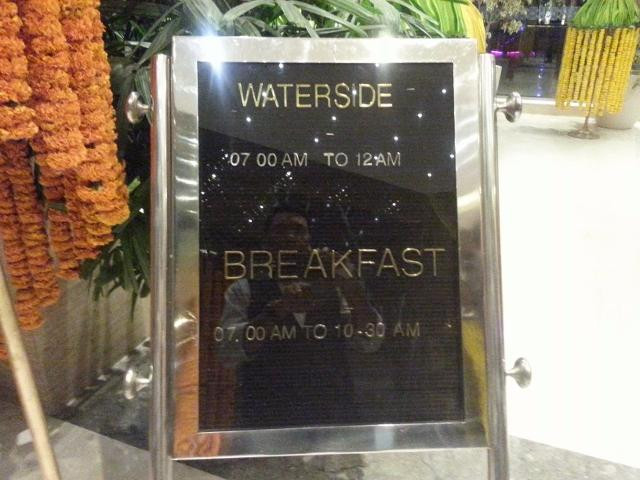 WATERSIDE
-
07 00 AM TO 12 AM
BREAKFAST
-
07. 00 AM TO 10-30 AM